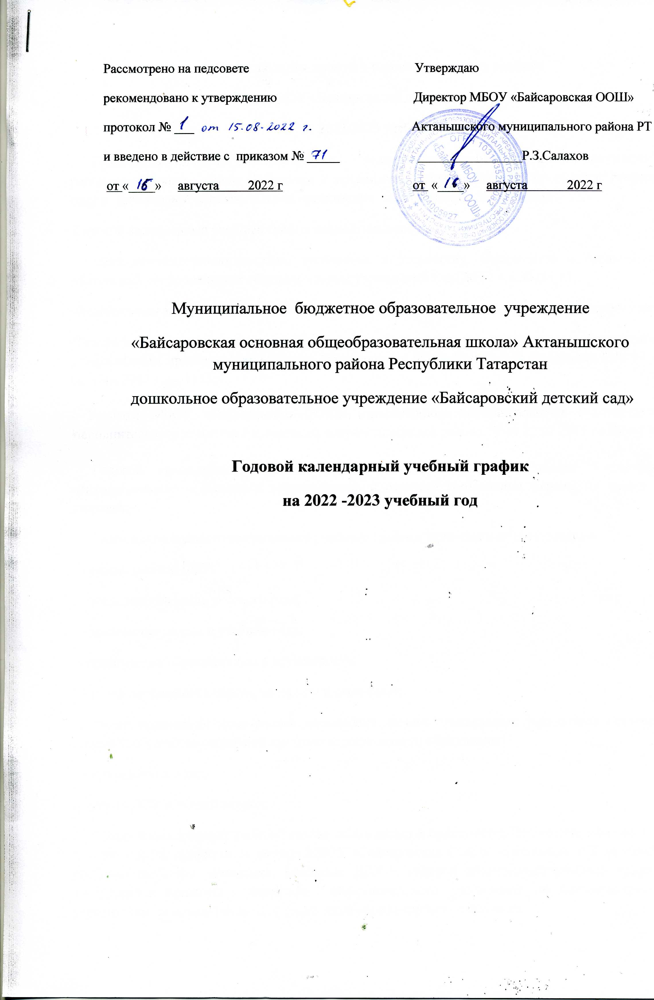 Рассмотрено на педсовете
рекомендовано к утверждению
протокол № 1 от 15.08.2022 г.
и введено в действие с приказом № 71
от « » августа 2022 г
Утверждаю
Директор МБОУ «Байсаровская ООШ»
Актанышского муниципального района РТ
Р.З.Салахов
от « 16 » августа 2022 г
МБОУ
«Байсаровская ООШ»
Муниципальное бюджетное образовательное учреждение
«Байсаровская основная общеобразовательная школа» Актанышского
муниципального района Республики Татарстан
дошкольное образовательное учреждение «Байсаровский детский сад»
Годовой календарный учебный график
на 2022 -2023 учебный год